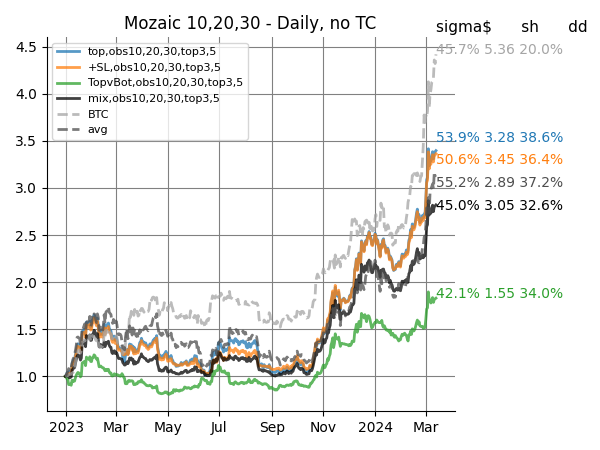 Mozaic 10,20,30 - Daily, no TC
sigma$ sh dd
top,obs10,20,30,top3,5
+SL,obs10,20,30,top3,5
TopvBot,obs10,20,30,top3,5
mix,obs10,20,30,top3,5
BTC
avg
45.7% 5.36 20.0%
53.9% 3.28 38.6%
50.6% 3.45 36.4%
55.2% 2.89 37.2%
45.0% 3.05 32.6%
42.1% 1.55 34.0%
4.5
4.0
3.5
3.0
2.5
2.0
1.5
1.0
2023 Mar May Jul Sep Nov 2024 Mar